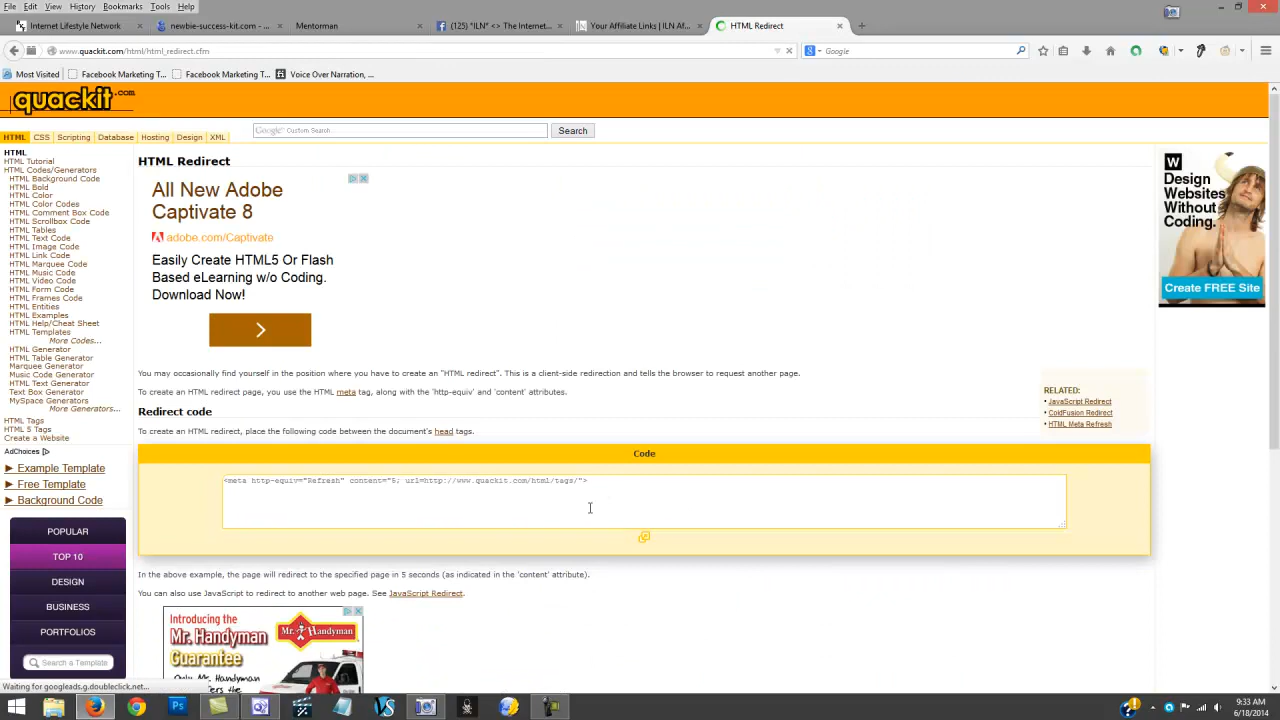 File Edit View History Bookmarks Tools Help
Internet Lifestyle
newbie-success-kit.com - ...
Mentorman
(125) *ILN* <> The Internet...
Your Affiliate Links | ILN Af...
HTML Redirect
www.quackit.com/html/html_redirect.cfm
Google
Most Visited
Facebook Marketing T...
Facebook Marketing T...
Voice Over Narration, ...
quackit.com
HTML CSS Scripting Database Hosting Design XML
Google Custom Search
Search
HTML
HTML Tutorial
HTML Codes/Generators
HTML Background Code
HTML Bold
HTML Color
HTML Color Codes
HTML Comment Box Code
HTML Scrollbox Code
HTML Tables
HTML Text Code
HTML Image Code
HTML Link Code
HTML Marquee Code
HTML Music Code
HTML Video Code
HTML Form Code
HTML Frames Code
HTML Entities
HTML Examples
HTML Help/Cheat Sheet
HTML Templates
More Codes...
HTML Generator
HTML Table Generator
Marquee Generator
Music Code Generator
HTML Text Generator
Text Box Generator
MySpace Generators
More Generators...
HTML Tags
HTML 5 Tags
Create a Website
AdChoices
► Example Template
► Free Template
► Background Code
POPULAR
TOP 10
DESIGN
BUSINESS
PORTFOLIOS
Search a Template
HTML Redirect
All New Adobe
Captivate 8
adobe.com/Captivate
Easily Create HTML5 Or Flash
Based eLearning w/o Coding.
Download Now!
You may occasionally find yourself in the position where you have to create an "HTML redirect". This is a client-side redirection and tells the browser to request another page.
To create an HTML redirect page, you use the HTML meta tag, along with the 'http-equiv' and 'content' attributes.
Redirect code
To create an HTML redirect, place the following code between the document's head tags.
Code
<meta http-equiv="Refresh" content="5; url=http://www.quackit.com/html/tags/">
In the above example, the page will redirect to the specified page in 5 seconds (as indicated in the 'content' attribute).
You can also use JavaScript to redirect to another web page. See JavaScript Redirect.
Introducing the
Mr. Handyman
Guarantee
Mr. Handyman
Only Mr. Handyman
RELATED:
• JavaScript Redirect
• ColdFusion Redirect
• HTML Meta Refresh
W
Design
Websites
Without
Coding.
Create FREE Site
Waiting for googleads.g.doubleclick.net...
9:33 AM
6/18/2014